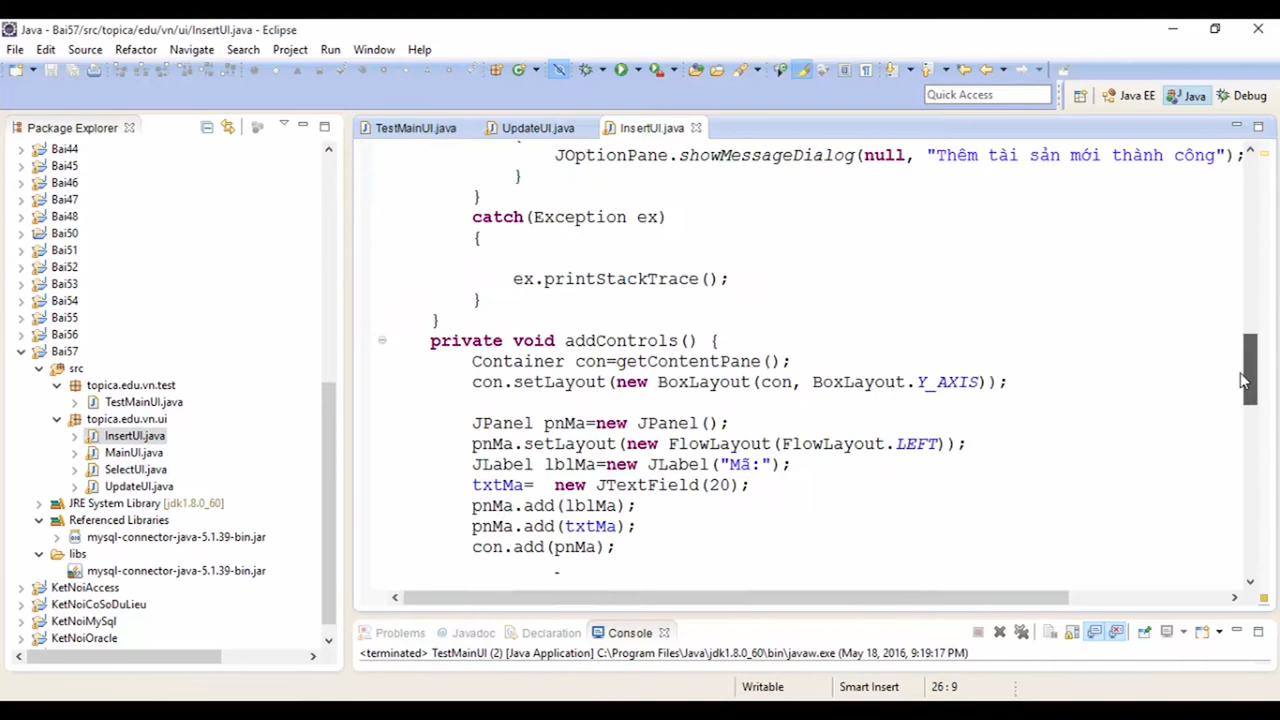 Java - Bai57/src/topica/edu/vn/ui/InsertUI.java - Eclipse
File Edit Source Refactor Navigate Search Project Run Window Help
Quick Access
Java EE Java Debug
Package Explorer
TestMainUI.java UpdateUI.java InsertUI.java
Bai44
Bai45
Bai46
Bai47
Bai48
Bai50
Bai51
Bai52
Bai53
Bai54
Bai55
Bai56
Bai57
src
topica.edu.vn.test
TestMainUI.java
topica.edu.vn.ui
InsertUI.java
MainUI.java
SelectUI.java
UpdateUI.java
JRE System Library [jdk1.8.0_60]
Referenced Libraries
mysql-connector-java-5.1.39-bin.jar
libs
mysql-connector-java-5.1.39-bin.jar
KetNoiAccess
KetNoiCoSoDuLieu
KetNoiMySql
KetNoiOracle
JOptionPane.showMessageDialog(null, "Thêm tài sản mới thành công");
}
}
catch(Exception ex)
{
ex.printStackTrace();
}
}
private void addControls() {
Container con=getContentPane();
con.setLayout(new BoxLayout(con, BoxLayout.Y_AXIS));
JPanel pnMa=new JPanel();
pnMa.setLayout(new FlowLayout(FlowLayout.LEFT));
JLabel lblMa=new JLabel("Mã:");
txtMa= new JTextField(20);
pnMa.add(lblMa);
pnMa.add(txtMa);
con.add(pnMa);
Problems Javadoc Declaration Console
<terminated> TestMainUI (2) [Java Application] C:\Program Files\Java\jdk1.8.0_60\bin\javaw.exe (May 18, 2016, 9:19:17 PM)
Writable Smart Insert 26:9